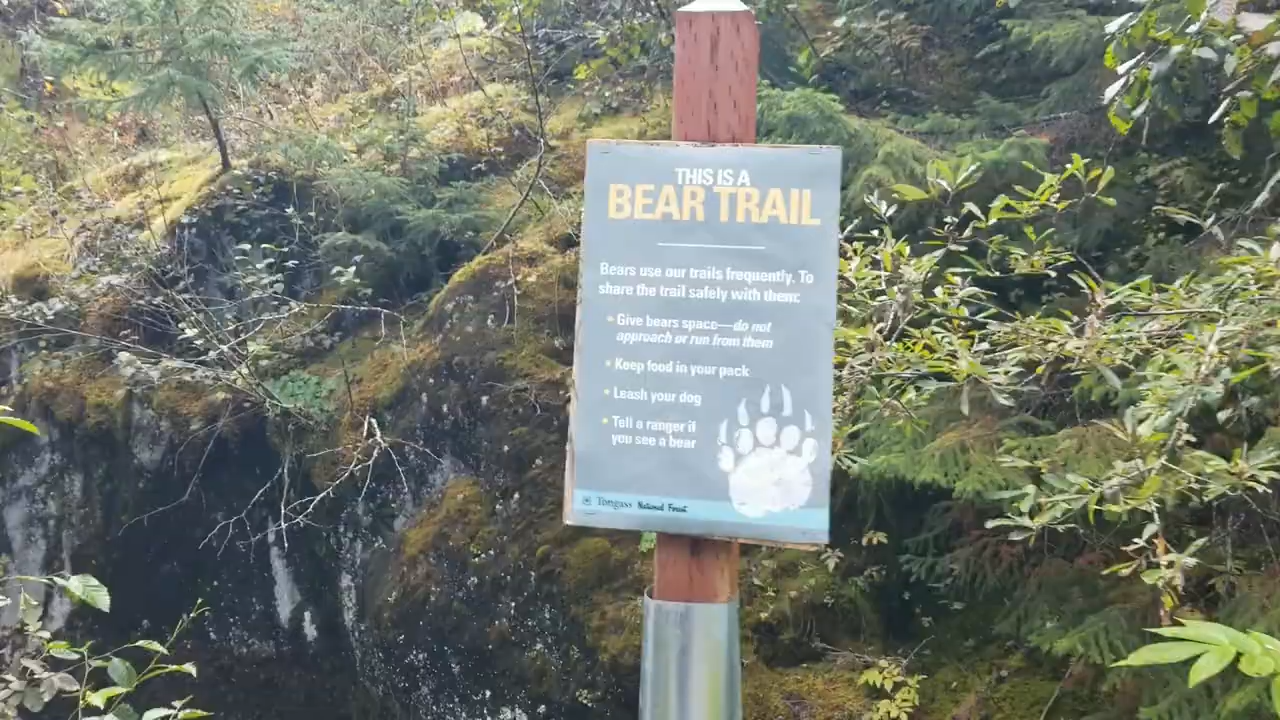 THIS IS A
BEAR TRAIL
Bears use our trails frequently. To
share the trail safely with them:
• Give bears space—do not
approach or run from them
• Keep food in your pack
• Leash your dog
• Tell a ranger if
you see a bear
Tongass National Forest